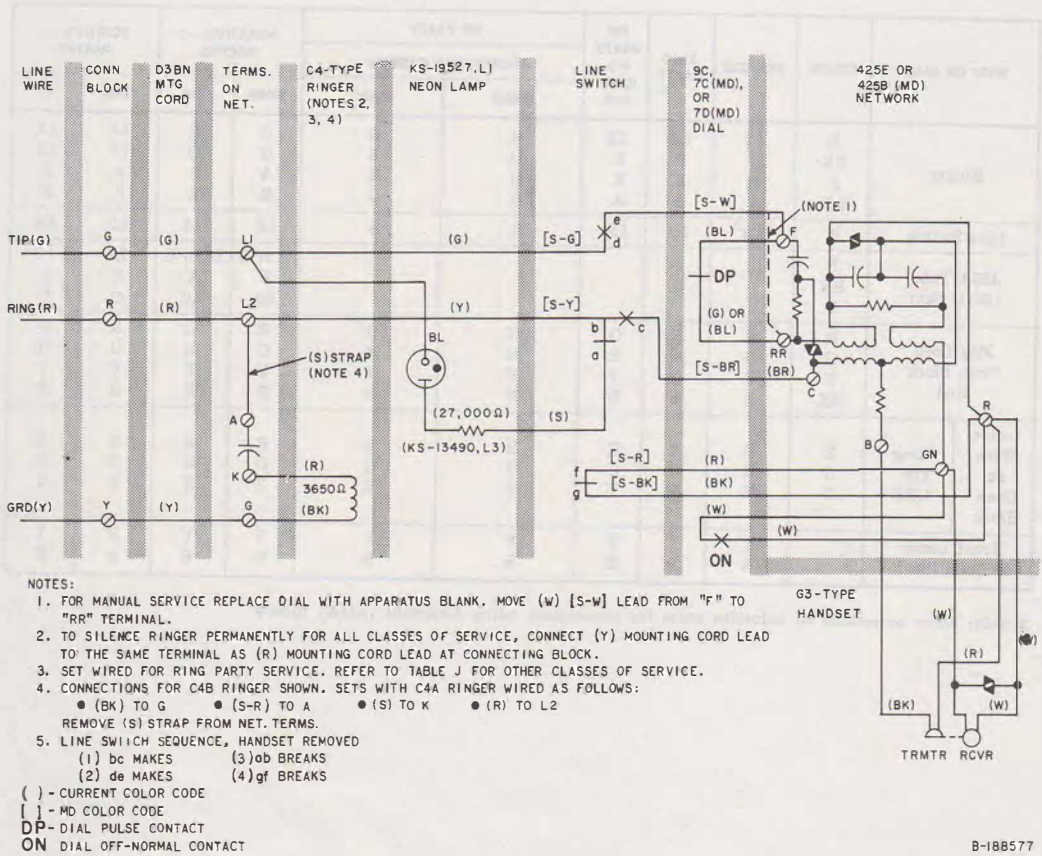 LINE WIRE
CONN BLOCK
D3BN MTG CORD
TERMS. ON NET.
C4-TYPE RINGER (NOTES 2, 3, 4)
KS-19527,L1 NEON LAMP
LINE SWITCH
9C, 7C(MD), OR 7D(MD) DIAL
425E OR 425B (MD) NETWORK
[S-W]
(NOTE 1)
e
(BL)
F
TIP(G)
G
(G)
L1
(G)
[S-G]
d
DP
RING(R)
R
(R)
L2
(Y)
[S-Y]
b
c
(G) OR (BL)
BL
a
RR
(S)STRAP (NOTE 4)
[S-BR]
(BR)
C
(27,000Ω)
(S)
A
R
(KS-13490,L3)
B
K
(R)
f
[S-R]
(R)
GN
3650Ω
g
[S-BK]
(BK)
GRD(Y)
Y
(Y)
G
(BK)
(W)
(W)
ON
NOTES:
1. FOR MANUAL SERVICE REPLACE DIAL WITH APPARATUS BLANK. MOVE (W) [S-W] LEAD FROM "F" TO
"RR" TERMINAL.
2. TO SILENCE RINGER PERMANENTLY FOR ALL CLASSES OF SERVICE, CONNECT (Y) MOUNTING CORD LEAD
TO THE SAME TERMINAL AS (R) MOUNTING CORD LEAD AT CONNECTING BLOCK.
3. SET WIRED FOR RING PARTY SERVICE. REFER TO TABLE J FOR OTHER CLASSES OF SERVICE.
4. CONNECTIONS FOR C4B RINGER SHOWN. SETS WITH C4A RINGER WIRED AS FOLLOWS:
● (BK) TO G ● (S-R) TO A ● (S) TO K ● (R) TO L2
REMOVE (S) STRAP FROM NET. TERMS.
5. LINE SWITCH SEQUENCE, HANDSET REMOVED
(1) bc MAKES (3) ab BREAKS
(2) de MAKES (4) gf BREAKS
( ) - CURRENT COLOR CODE
[ ] - MD COLOR CODE
DP - DIAL PULSE CONTACT
ON DIAL OFF-NORMAL CONTACT
G3-TYPE HANDSET
(W)
(R)
(BK)
(W)
TRMTR RCVR
B-188577